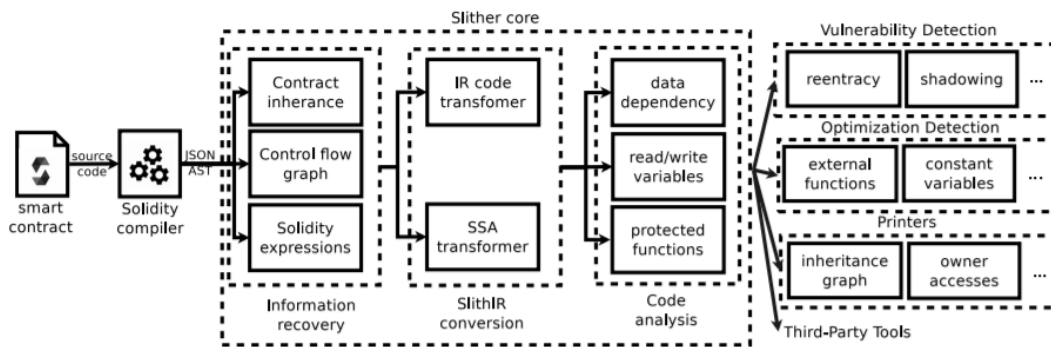 Slither core
smart
contract
source
code
Solidity
compiler
JSON
AST
Contract
inherance
Control flow
graph
Solidity
expressions
Information
recovery
IR code
transfomer
SSA
transformer
SlithIR
conversion
data
dependency
read/write
variables
protected
functions
Code
analysis
Vulnerability Detection
reentracy
shadowing
...
Optimization Detection
external
functions
constant
variables
...
Printers
inheritance
graph
owner
accesses
...
Third-Party Tools